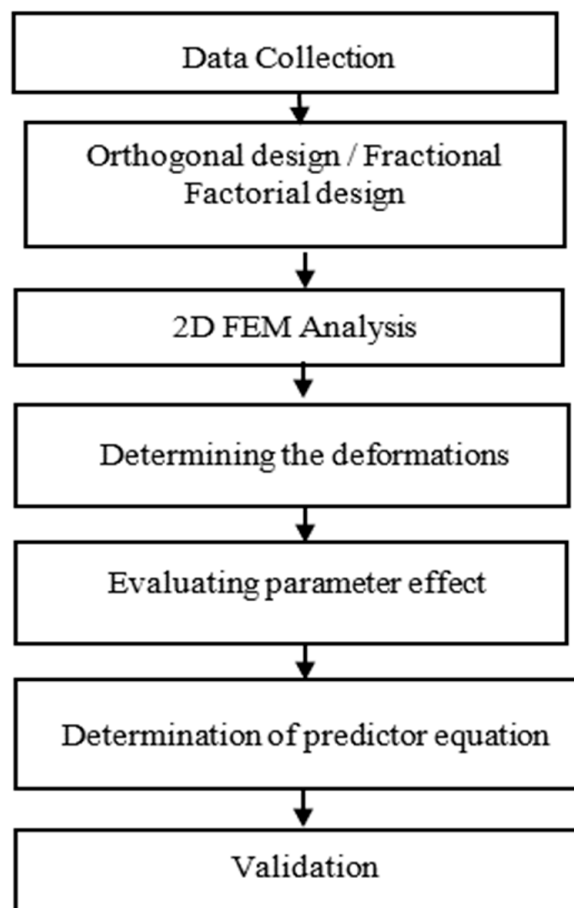 Data Collection
Orthogonal design / Fractional
Factorial design
2D FEM Analysis
Determining the deformations
Evaluating parameter effect
Determination of predictor equation
Validation